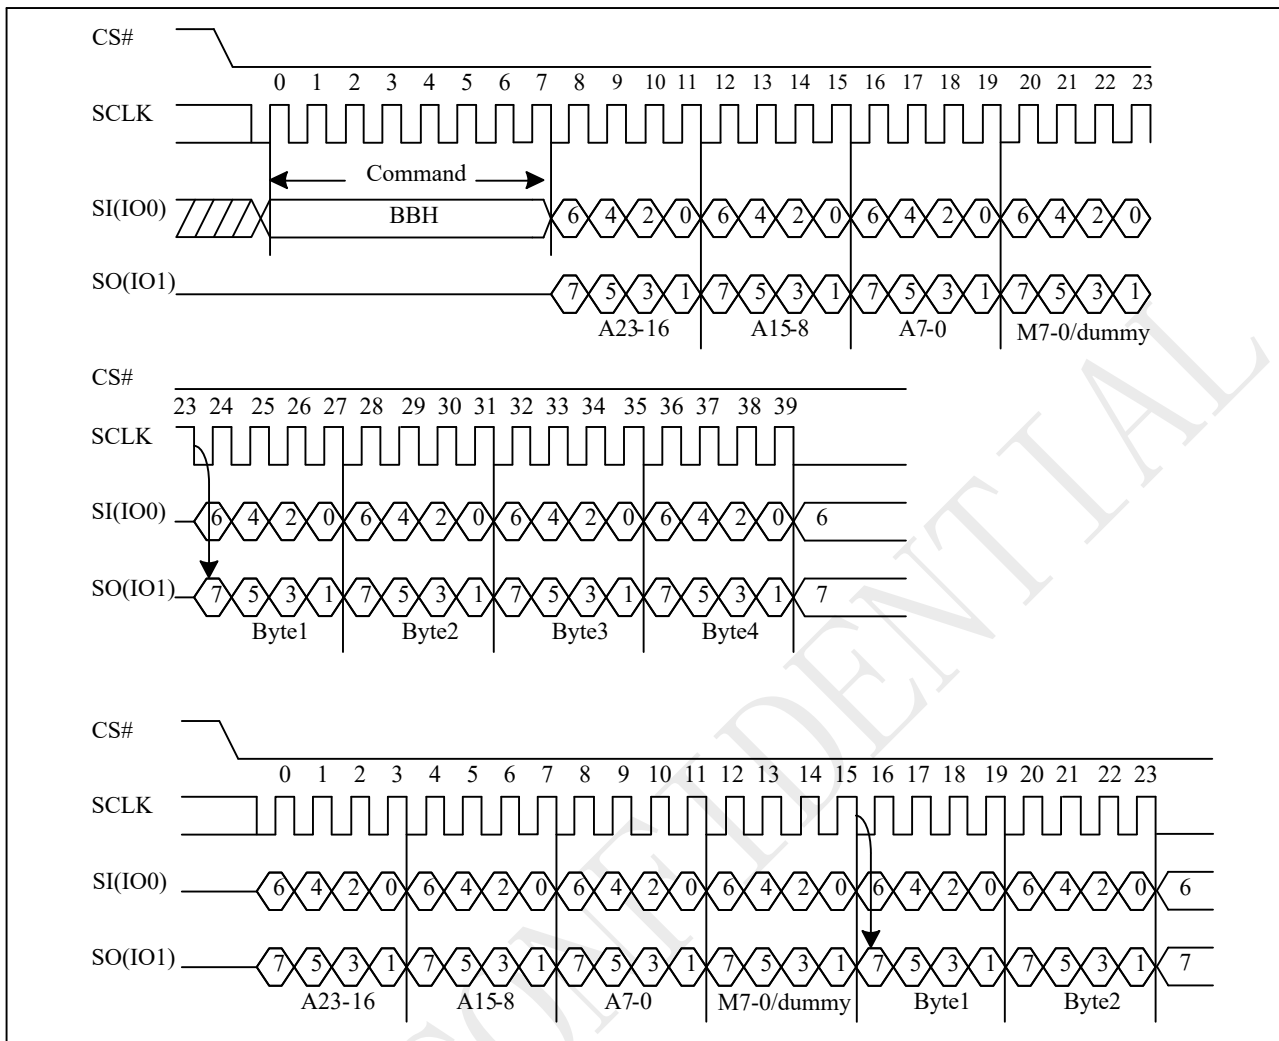 CS#
0 1 2 3 4 5 6 7 8 9 10 11 12 13 14 15 16 17 18 19 20 21 22 23
SCLK
Command
SI(IO0) BBH 6 4 2 0 6 4 2 0 6 4 2 0 6 4 2 0
SO(IO1) 7 5 3 1 7 5 3 1 7 5 3 1 7 5 3 1
A23-16 A15-8 A7-0 M7-0/dummy
CS#
23 24 25 26 27 28 29 30 31 32 33 34 35 36 37 38 39
SCLK
SI(IO0) 6 4 2 0 6 4 2 0 6 4 2 0 6 4 2 0 6
SO(IO1) 7 5 3 1 7 5 3 1 7 5 3 1 7 5 3 1 7
Byte1 Byte2 Byte3 Byte4
CS#
0 1 2 3 4 5 6 7 8 9 10 11 12 13 14 15 16 17 18 19 20 21 22 23
SCLK
SI(IO0) 6 4 2 0 6 4 2 0 6 4 2 0 6 4 2 0 6 4 2 0 6 4 2 0 6
SO(IO1) 7 5 3 1 7 5 3 1 7 5 3 1 7 5 3 1 7 5 3 1 7 5 3 1 7
A23-16 A15-8 A7-0 M7-0/dummy Byte1 Byte2
CONFIDENTIAL